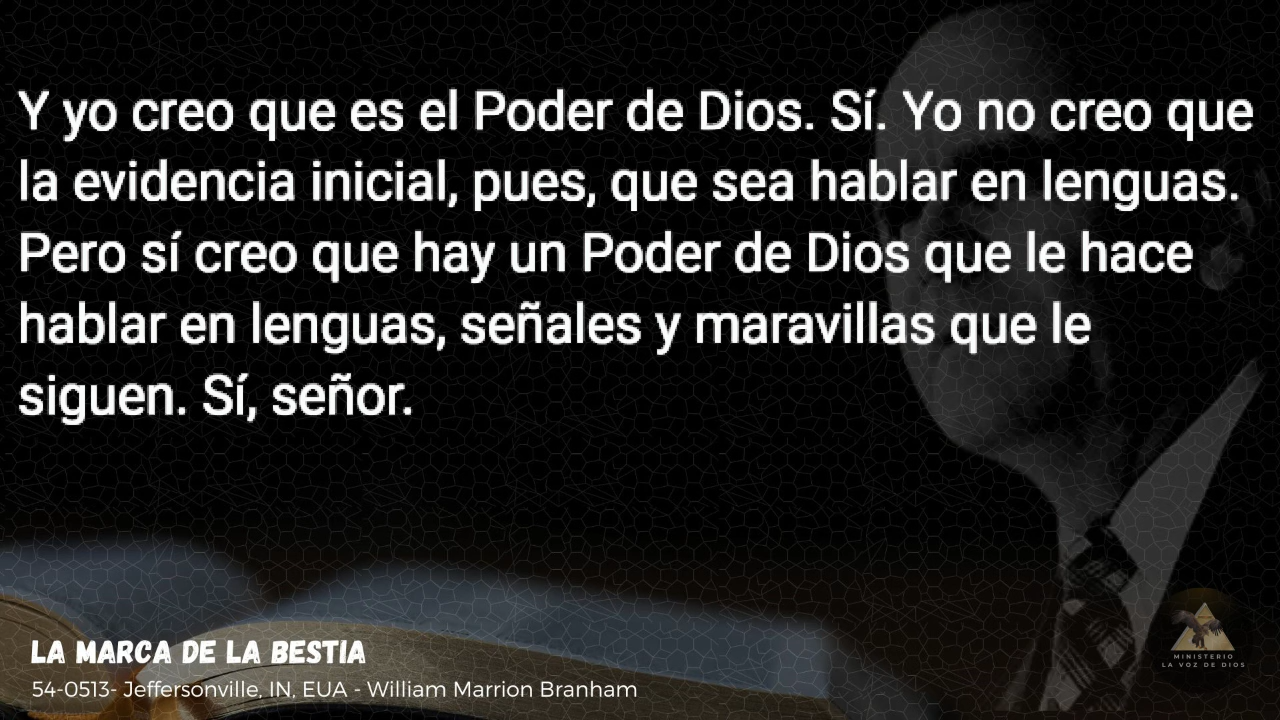 Y yo creo que es el Poder de Dios. Sí. Yo no creo que
la evidencia inicial, pues, que sea hablar en lenguas.
Pero sí creo que hay un Poder de Dios que le hace
hablar en lenguas, señales y maravillas que le
siguen. Sí, señor.
LA MARCA DE LA BESTIA
54-0513- Jeffersonville, IN, EUA - William Marrion Branham
MINISTERIO
LA VOZ DE DIOS